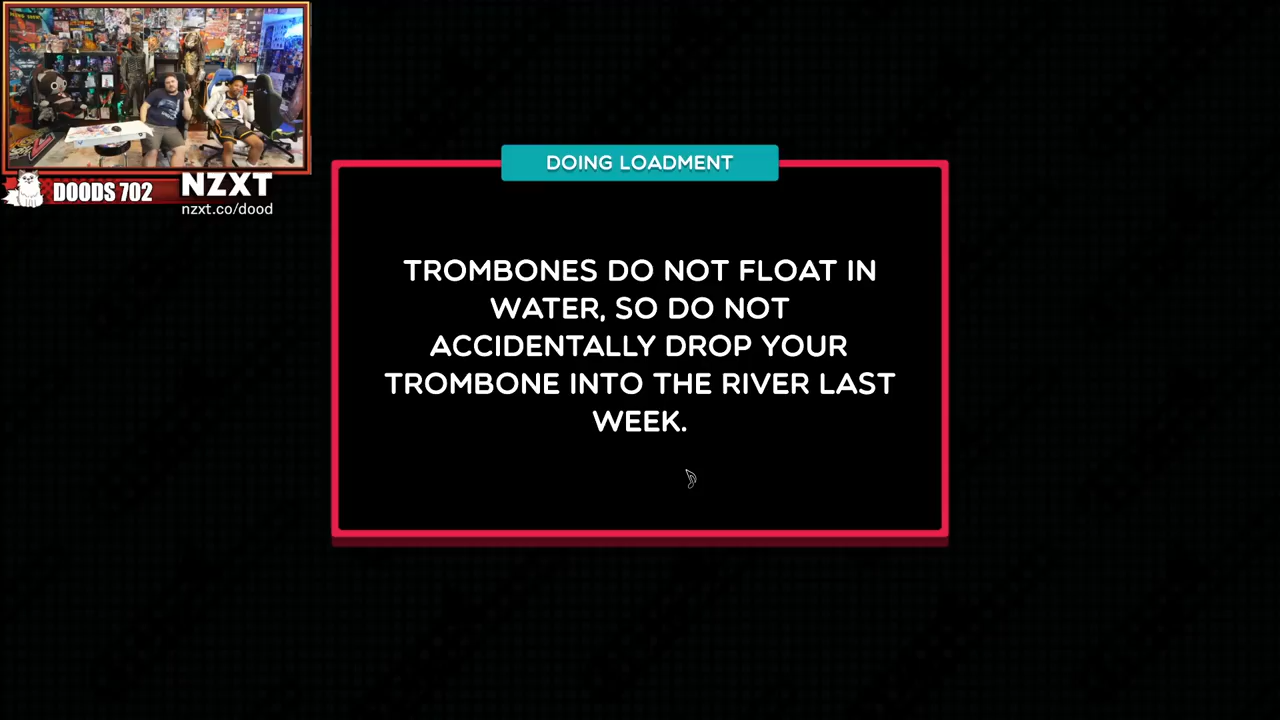 DOODS 702
NZXT
nzxt.co/dood
DOING LOADMENT
TROMBONES DO NOT FLOAT IN
WATER, SO DO NOT
ACCIDENTALLY DROP YOUR
TROMBONE INTO THE RIVER LAST
WEEK.